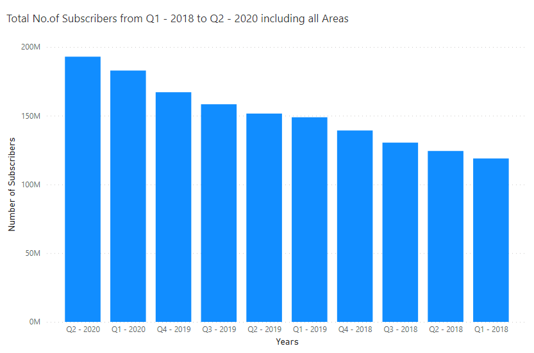 Total No.of Subscribers from Q1 - 2018 to Q2 - 2020 including all Areas
200M
150M
100M
50M
0M
Number of Subscribers
Q2 - 2020 Q1 - 2020 Q4 - 2019 Q3 - 2019 Q2 - 2019 Q1 - 2019 Q4 - 2018 Q3 - 2018 Q2 - 2018 Q1 - 2018
Years